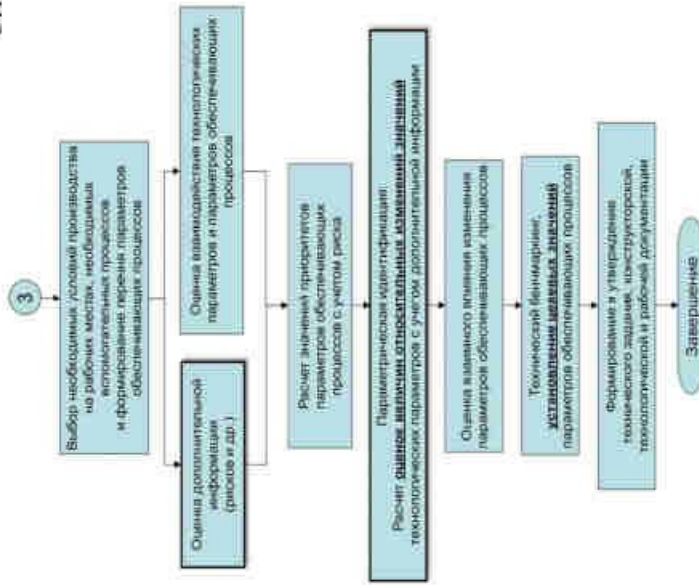 3
Выбор необходимых условий производства
на рабочих местах, необходимых
вспомогательных процессов
и формирование перечня параметров
обеспечивающих процессов
Оценка дополнительной
информации
(рисков и др.)
Оценка взаимодействия технологических
параметров и параметров обеспечивающих
процессов
Расчет значений приоритетов
параметров обеспечивающих
процессов с учетом риска
Параметрическая идентификация:
Расчет оценок величин относительных изменений значений
технологических параметров с учетом дополнительной информации
Оценка взаимного влияния изменения
параметров обеспечивающих процессов
Технический бенчмаркинг,
установление целевых значений
параметров обеспечивающих процессов
Формирование и утверждение
технического задания, конструкторской,
технологической и рабочей документации
Завершение